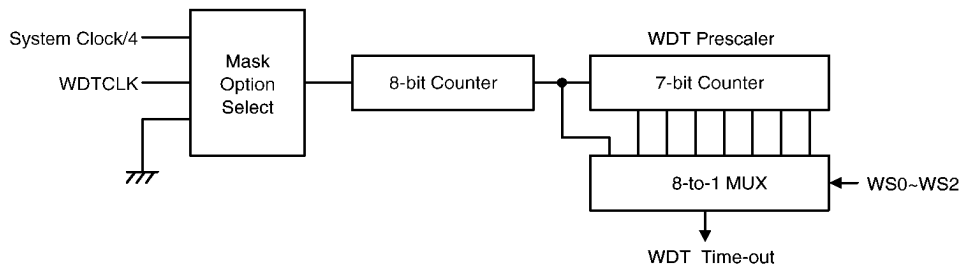 System Clock/4
WDTCLK
Mask
Option
Select
8-bit Counter
WDT Prescaler
7-bit Counter
8-to-1 MUX
WS0~WS2
WDT Time-out